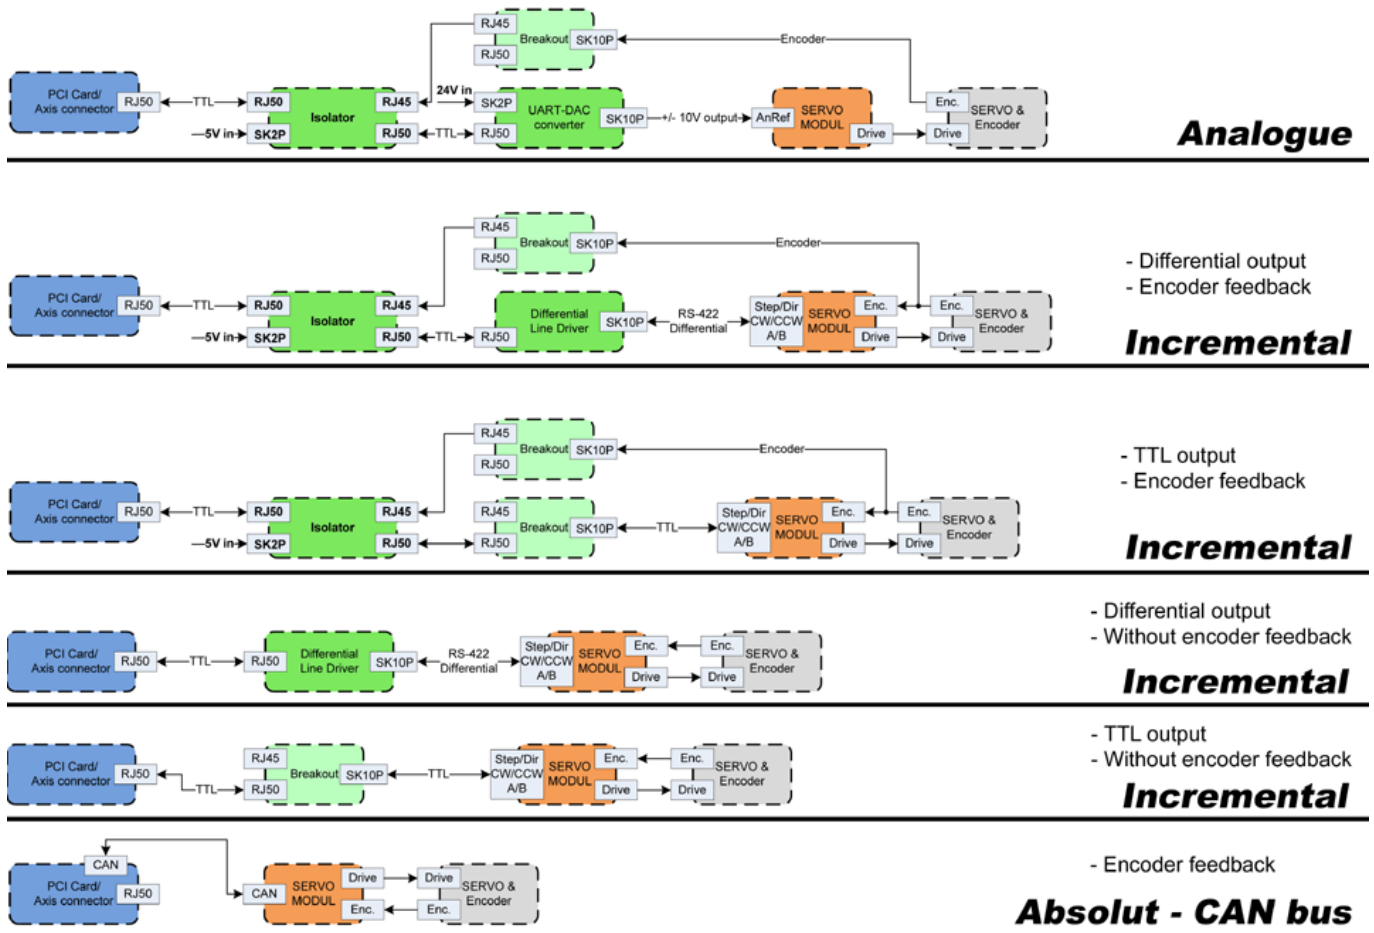 RJ45
Breakout
SK10P
Encoder
RJ50
PCI Card/
Axis connector
RJ50
TTL
RJ50
Isolator
RJ45
5V in
SK2P
RJ50
TTL
24V in
SK2P
UART-DAC
converter
RJ50
SK10P
+/- 10V output
AnRef
SERVO
MODUL
Drive
Enc.
SERVO &
Encoder
Drive
Analogue
RJ45
Breakout
SK10P
Encoder
RJ50
PCI Card/
Axis connector
RJ50
TTL
RJ50
Isolator
RJ45
5V in
SK2P
RJ50
TTL
RJ50
Differential
Line Driver
SK10P
RS-422
Differential
Step/Dir
CW/CCW
A/B
SERVO
MODUL
Enc.
Drive
Enc.
SERVO &
Encoder
Drive
- Differential output
- Encoder feedback
Incremental
RJ45
Breakout
SK10P
Encoder
RJ50
PCI Card/
Axis connector
RJ50
TTL
RJ50
Isolator
RJ45
5V in
SK2P
RJ50
RJ45
Breakout
RJ50
SK10P
TTL
Step/Dir
CW/CCW
A/B
SERVO
MODUL
Enc.
Drive
Enc.
SERVO &
Encoder
Drive
- TTL output
- Encoder feedback
Incremental
PCI Card/
Axis connector
RJ50
TTL
RJ50
Differential
Line Driver
SK10P
RS-422
Differential
Step/Dir
CW/CCW
A/B
SERVO
MODUL
Enc.
Drive
Enc.
SERVO &
Encoder
Drive
- Differential output
- Without encoder feedback
Incremental
PCI Card/
Axis connector
RJ50
TTL
RJ45
Breakout
RJ50
SK10P
TTL
Step/Dir
CW/CCW
A/B
SERVO
MODUL
Enc.
Drive
Enc.
SERVO &
Encoder
Drive
- TTL output
- Without encoder feedback
Incremental
CAN
PCI Card/
Axis connector
RJ50
CAN
SERVO
MODUL
Drive
Enc.
Drive
SERVO &
Encoder
Enc.
- Encoder feedback
Absolut - CAN bus